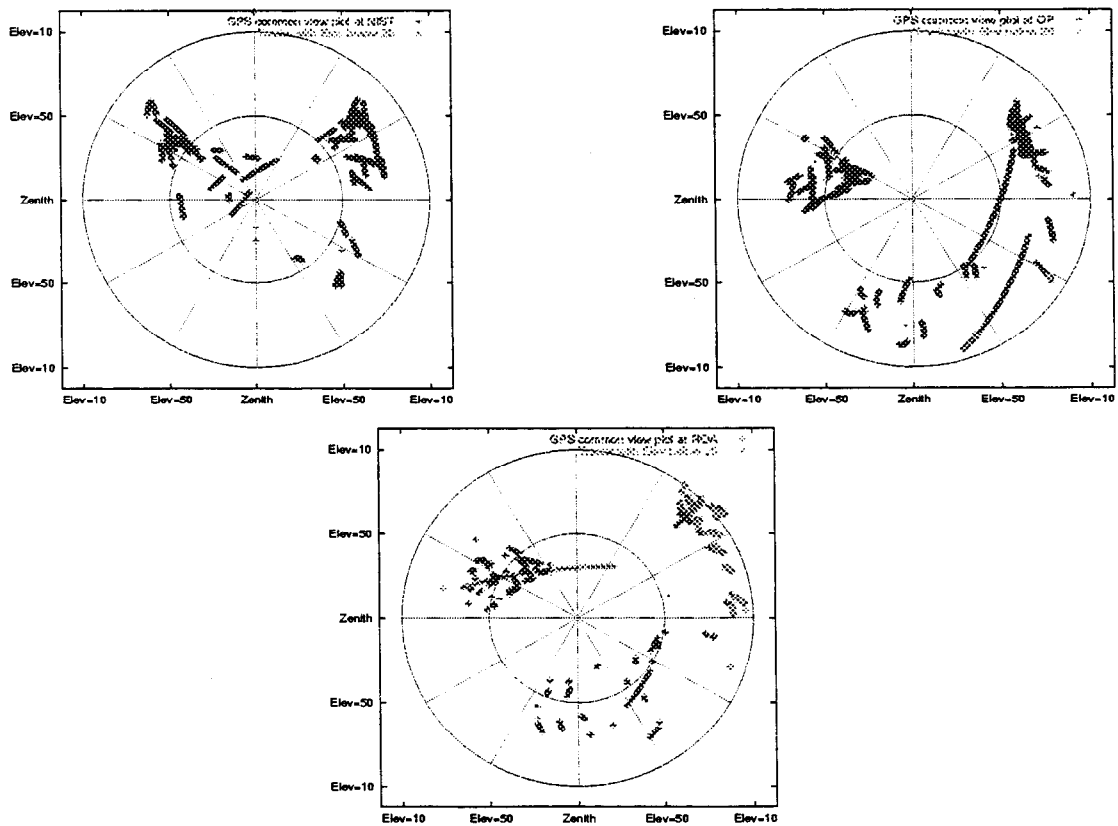 GPS common view plot at NIST
Elev=10
Elev=50
Zenith
Elev=50
Elev=10
Elev=10 Elev=50 Zenith Elev=50 Elev=10
GPS common view plot at OP
Elev=10
Elev=50
Zenith
Elev=50
Elev=10
Elev=10 Elev=50 Zenith Elev=50 Elev=10
GPS common view plot at ROA
Elev=10
Elev=50
Zenith
Elev=50
Elev=10
Elev=10 Elev=50 Zenith Elev=50 Elev=10